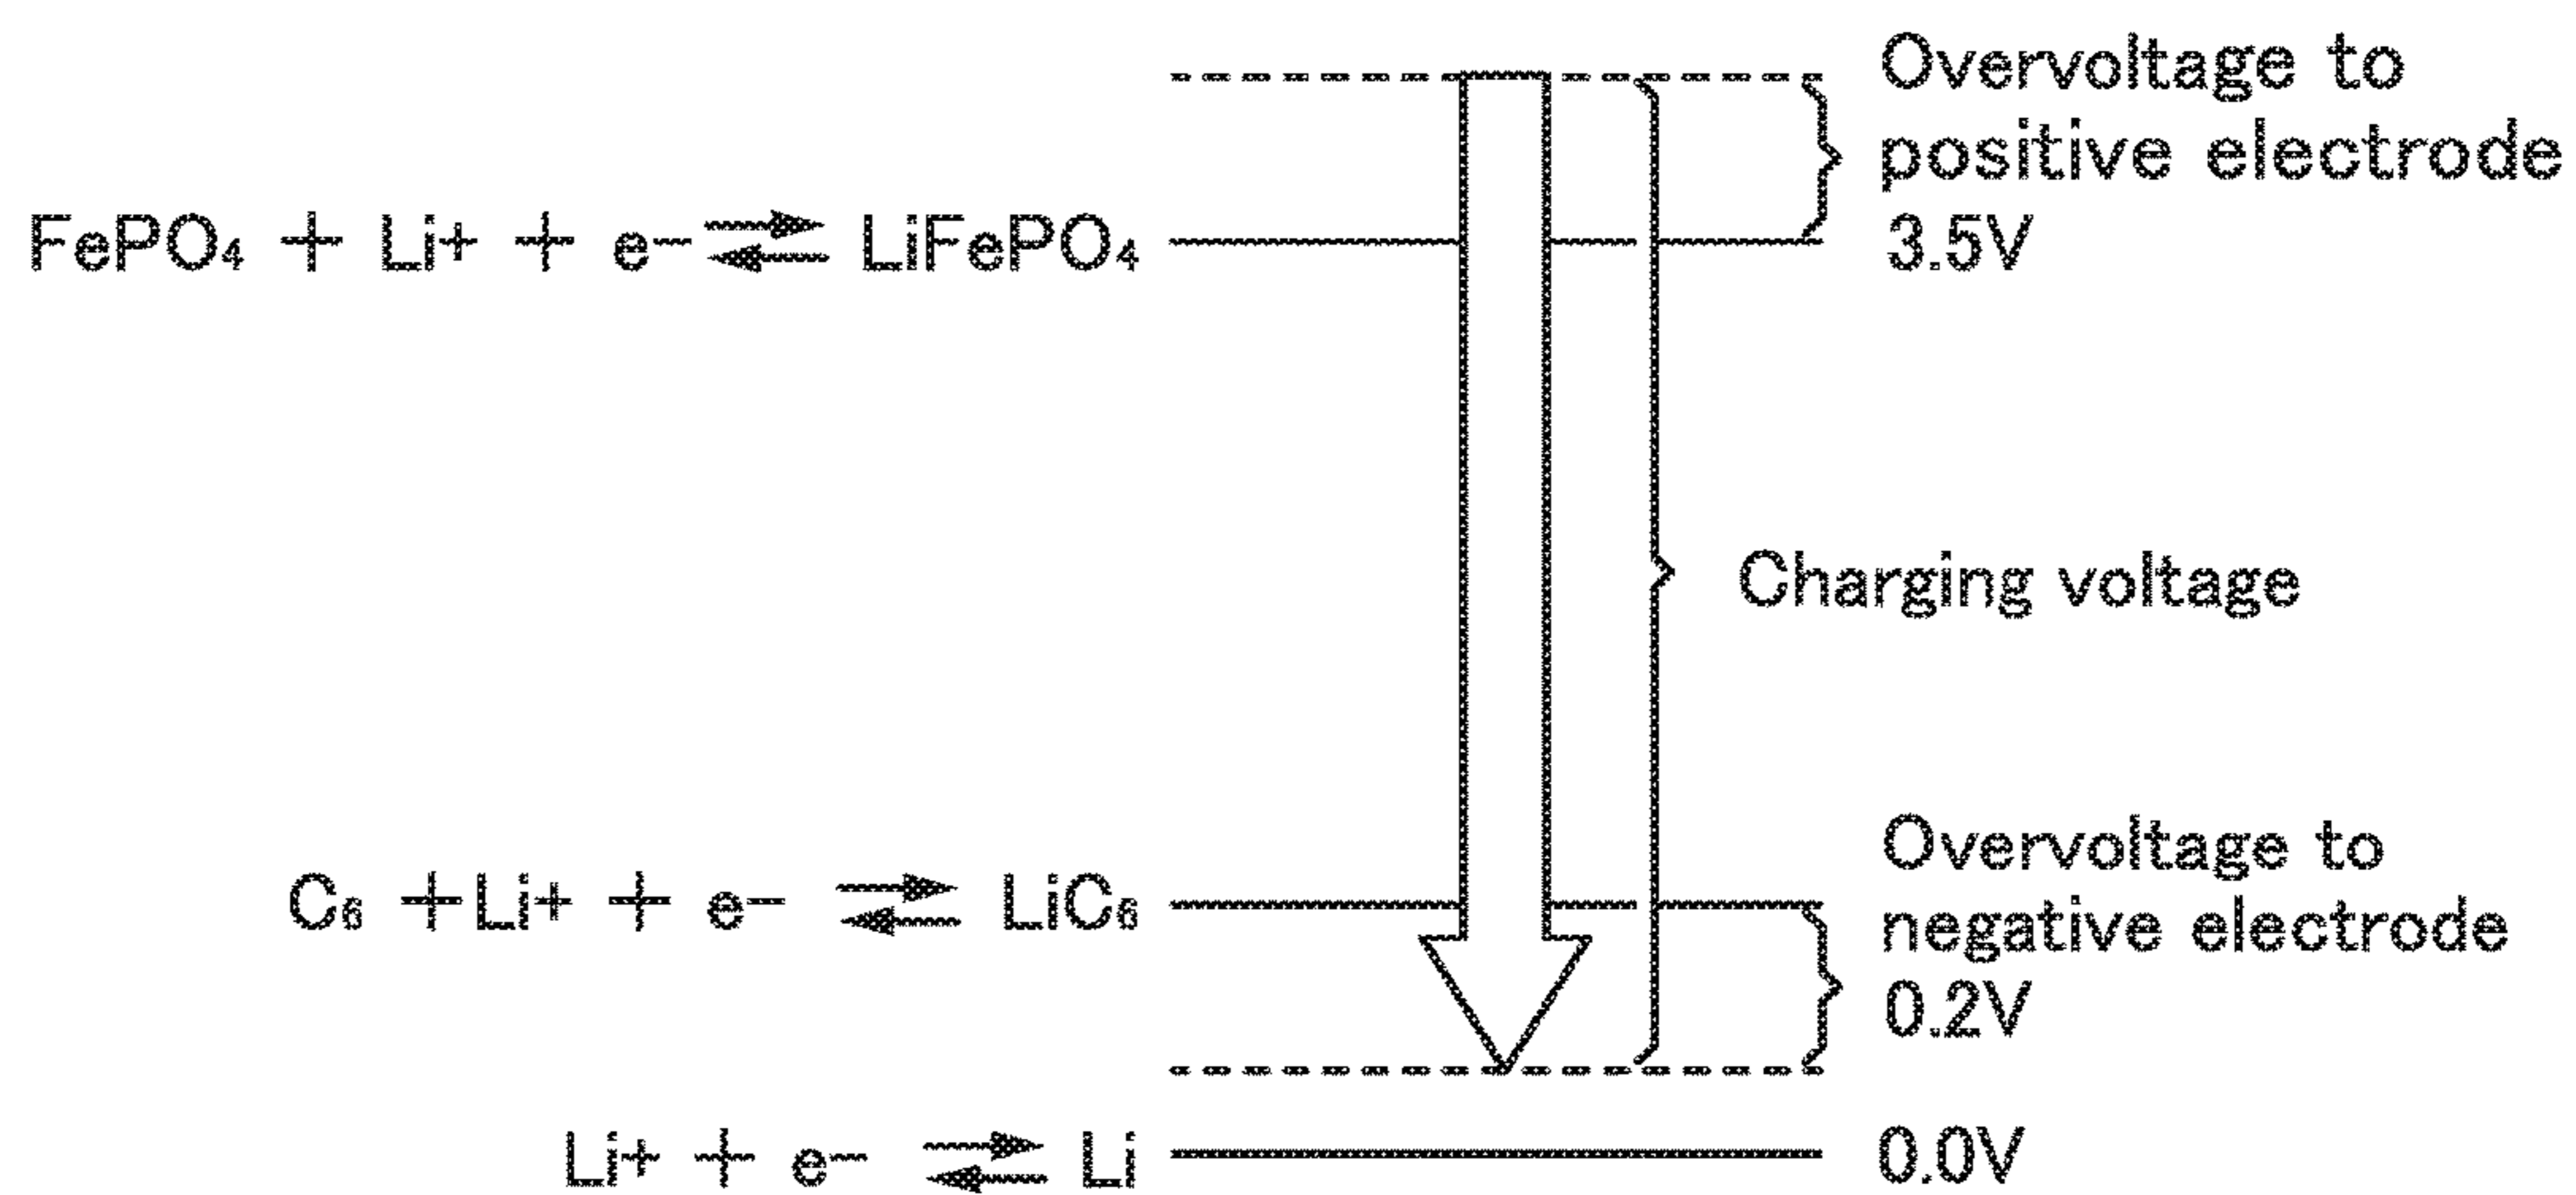 Overvoltage to
positive electrode
FePO₄ + Li+ + e− ⇌ LiFePO₄ 3.5V
Charging voltage
Overvoltage to
negative electrode
C₆ +Li+ + e− ⇌ LiC₆
0.2V
Li+ + e− ⇌ Li 0.0V